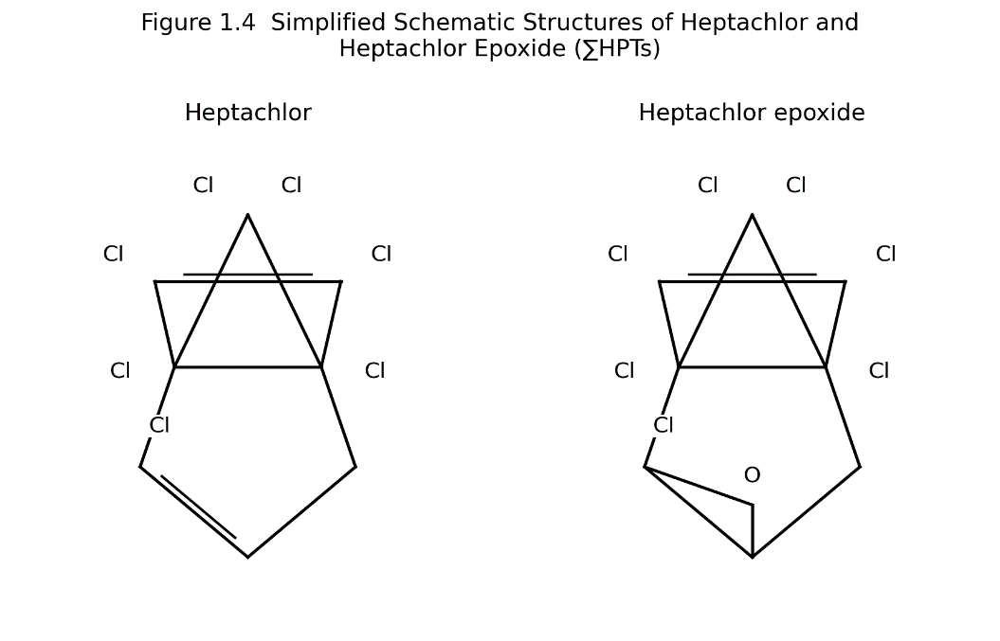 Figure 1.4 Simplified Schematic Structures of Heptachlor and
Heptachlor Epoxide (∑HPTs)
Heptachlor
Heptachlor epoxide
Cl Cl
Cl Cl
Cl Cl
Cl
Cl Cl
Cl Cl
Cl Cl
Cl
O